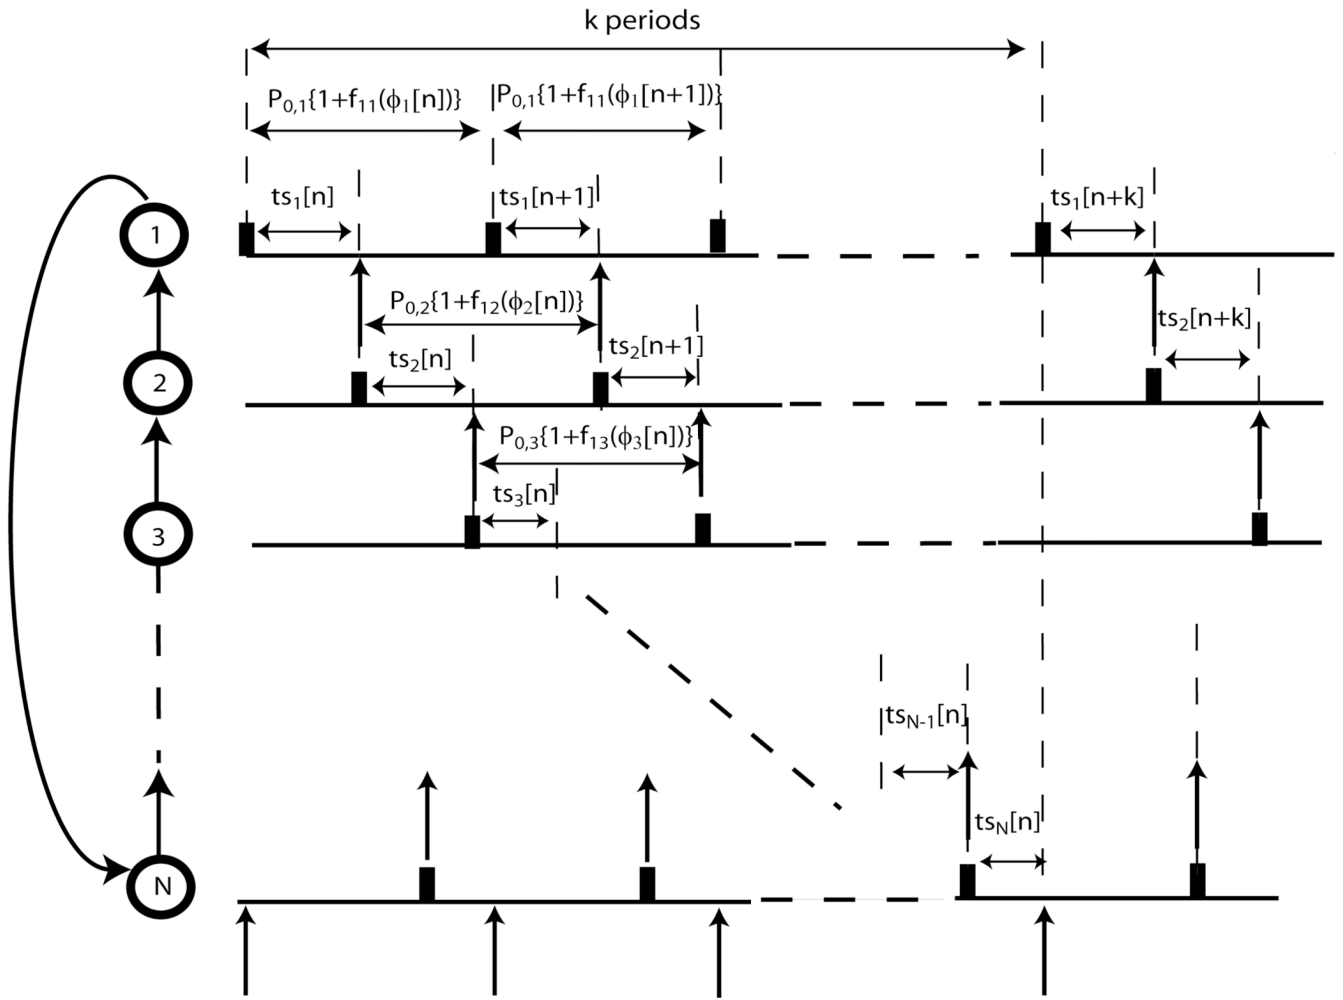 k periods
P0,1{1+f11(ϕ1[n])}
P0,1{1+f11(ϕ1[n+1])}
ts1[n]
ts1[n+1]
ts1[n+k]
1
P0,2{1+f12(ϕ2[n])}
ts2[n]
ts2[n+1]
ts2[n+k]
2
P0,3{1+f13(ϕ3[n])}
ts3[n]
3
tsN-1[n]
tsN[n]
N